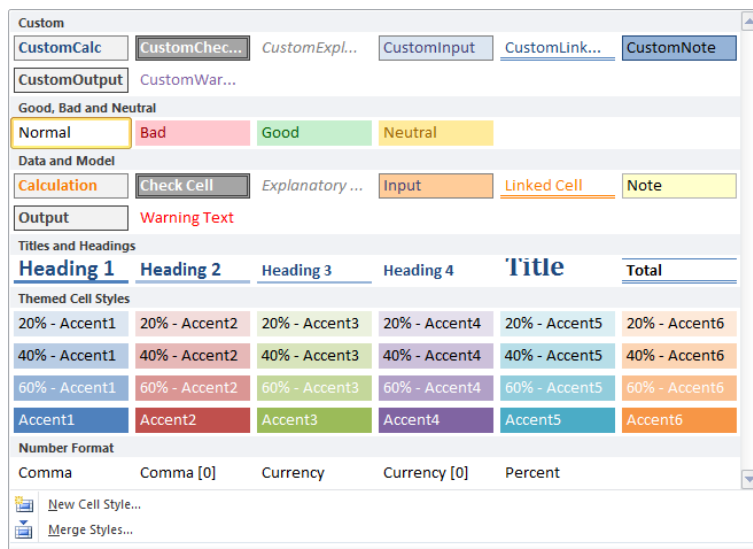 Custom
CustomCalc CustomChec... CustomExpl... CustomInput CustomLink... CustomNote
CustomOutput CustomWar...
Good, Bad and Neutral
Normal Bad Good Neutral
Data and Model
Calculation Check Cell Explanatory ... Input Linked Cell Note
Output Warning Text
Titles and Headings
Heading 1 Heading 2 Heading 3 Heading 4 Title Total
Themed Cell Styles
20% - Accent1 20% - Accent2 20% - Accent3 20% - Accent4 20% - Accent5 20% - Accent6
40% - Accent1 40% - Accent2 40% - Accent3 40% - Accent4 40% - Accent5 40% - Accent6
60% - Accent1 60% - Accent2 60% - Accent3 60% - Accent4 60% - Accent5 60% - Accent6
Accent1 Accent2 Accent3 Accent4 Accent5 Accent6
Number Format
Comma Comma [0] Currency Currency [0] Percent
New Cell Style...
Merge Styles...